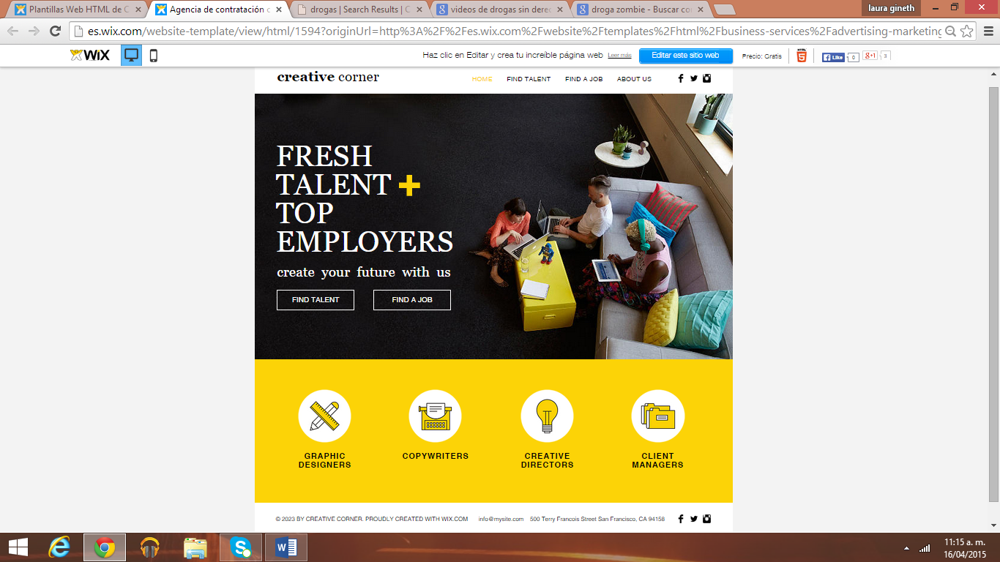 Plantillas Web HTML de C
Agencia de contratación c
drogas | Search Results | C
videos de drogas sin dere
droga zombie - Buscar co
laura gineth
es.wix.com/website-template/view/html/1594?originUrl=http%3A%2F%2Fes.wix.com%2Fwebsite%2Ftemplates%2Fhtml%2Fbusiness-services%2Fadvertising-marketing
WiX
Haz clic en Editar y crea tu increíble página web
Leer más
Editar este sitio web
Precio: Gratis
HTML
5
Like
0
g+1
3
creative corner
HOME
FIND TALENT
FIND A JOB
ABOUT US
FRESH
TALENT +
TOP
EMPLOYERS
create your future with us
FIND TALENT
FIND A JOB
GRAPHIC
DESIGNERS
COPYWRITERS
CREATIVE
DIRECTORS
CLIENT
MANAGERS
© 2023 BY CREATIVE CORNER. PROUDLY CREATED WITH WIX.COM
info@mysite.com
500 Terry Francois Street San Francisco, CA 94158
11:15 a. m.
16/04/2015